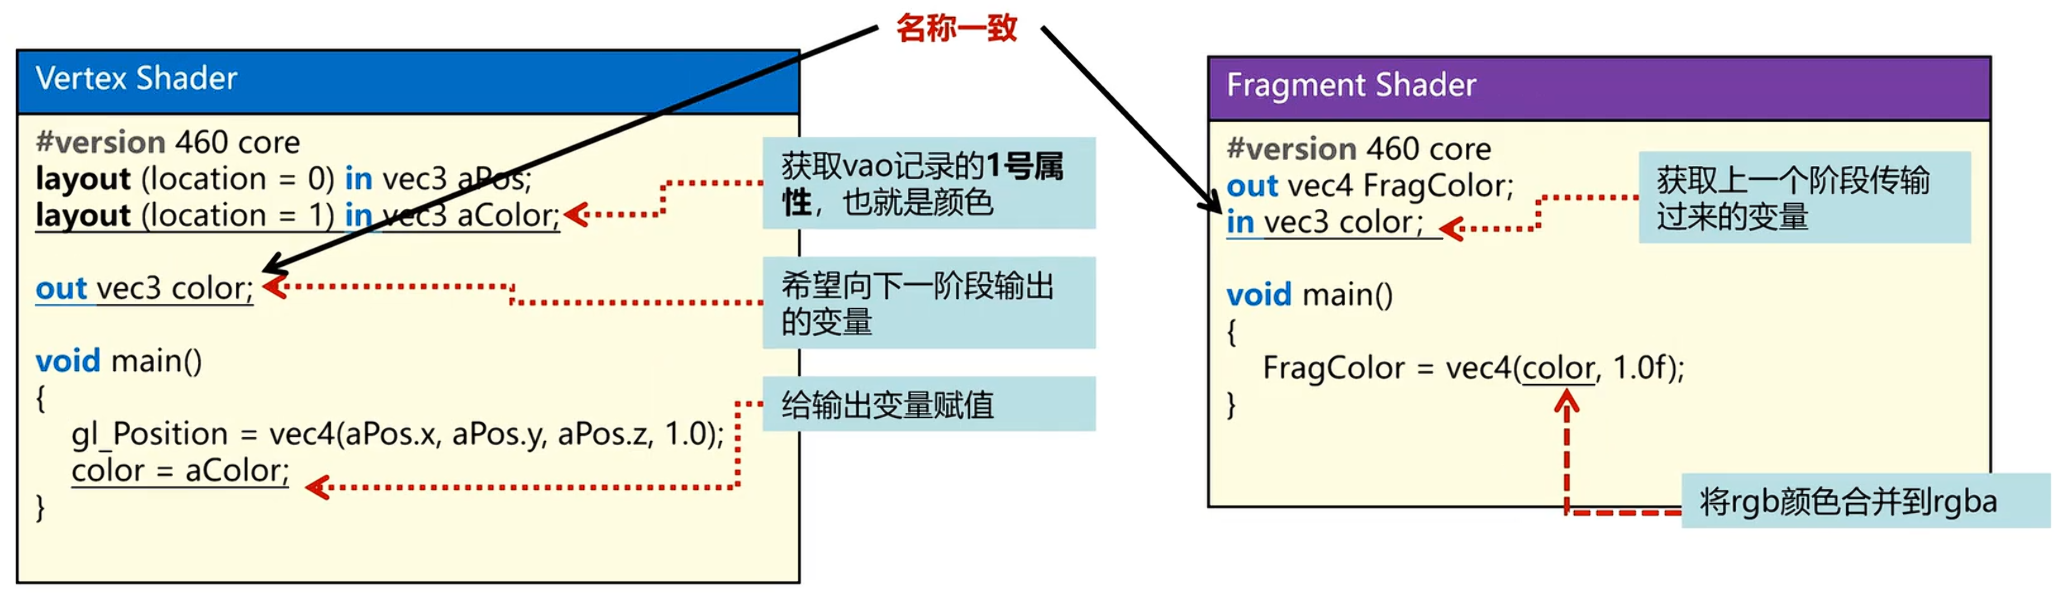 名称一致
Vertex Shader
#version 460 core
layout (location = 0) in vec3 aPos;
layout (location = 1) in vec3 aColor;
out vec3 color;
void main()
{
gl_Position = vec4(aPos.x, aPos.y, aPos.z, 1.0);
color = aColor;
}
获取vao记录的1号属
性，也就是颜色
希望向下一阶段输出
的变量
给输出变量赋值
Fragment Shader
#version 460 core
out vec4 FragColor;
in vec3 color;
void main()
{
FragColor = vec4(color, 1.0f);
}
获取上一个阶段传输
过来的变量
将rgb颜色合并到rgba